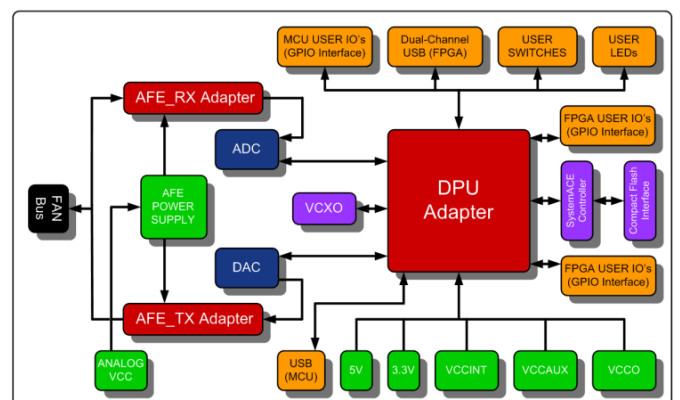 MCU USER IO's
(GPIO Interface)
Dual-Channel
USB (FPGA)
USER
SWITCHES
USER
LEDs
AFE_RX Adapter
ADC
FPGA USER IO's
(GPIO Interface)
DPU
Adapter
AFE
POWER
SUPPLY
VCXO
SystemACE
Controller
Compact Flash
Interface
FAN
Bus
DAC
FPGA USER IO's
(GPIO Interface)
AFE_TX Adapter
ANALOG
VCC
USB
(MCU)
5V
3.3V
VCCINT
VCCAUX
VCCO